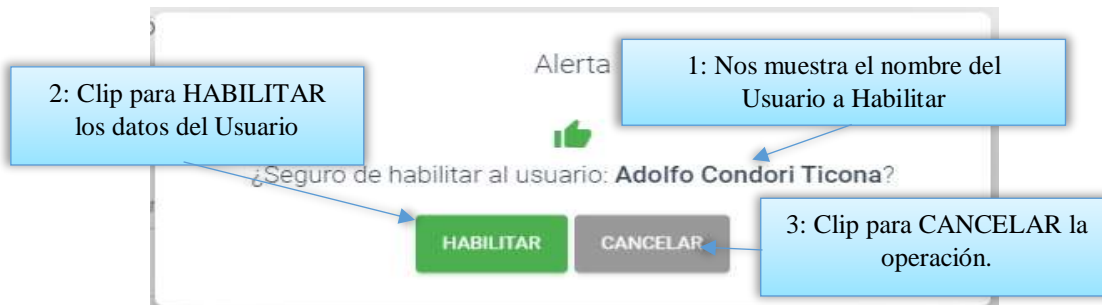 Alerta
1: Nos muestra el nombre del
Usuario a Habilitar
2: Clip para HABILITAR
los datos del Usuario
¿Seguro de habilitar al usuario: Adolfo Condori Ticona?
HABILITAR
CANCELAR
3: Clip para CANCELAR la
operación.